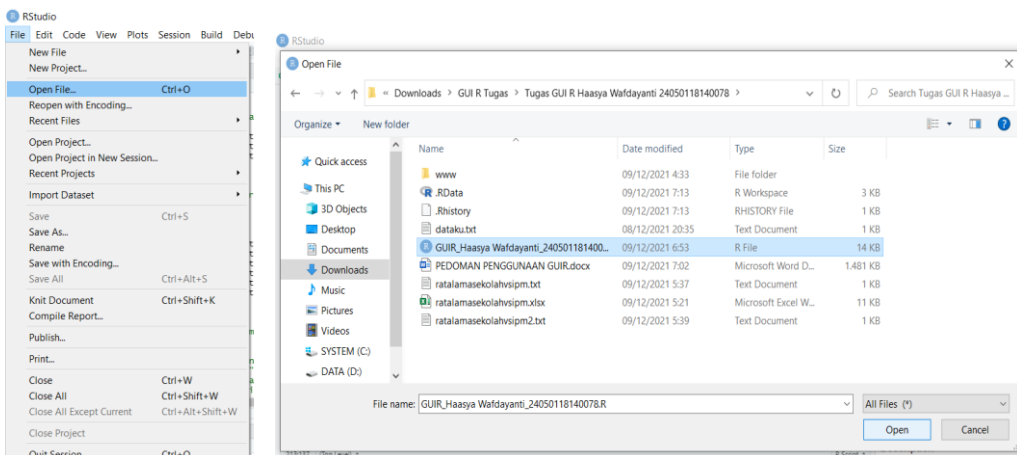 RStudio
File Edit Code View Plots Session Build Debu
New File
New Project...
Open File... Ctrl+O
Reopen with Encoding...
Recent Files
Open Project...
Open Project in New Session...
Recent Projects
Import Dataset
Save Ctrl+S
Save As...
Rename
Save with Encoding...
Save All Ctrl+Alt+S
Knit Document Ctrl+Shift+K
Compile Report...
Publish...
Print...
Close Ctrl+W
Close All Ctrl+Shift+W
Close All Except Current Ctrl+Alt+Shift+W
Close Project
Quit Session Ctrl+Q
RStudio
Open File
« Downloads > GUI R Tugas > Tugas GUI R Haasya Wafdayanti 24050118140078 >
Search Tugas GUI R Haasya ...
Organize New folder
Name Date modified Type Size
Quick access
This PC
3D Objects
Desktop
Documents
Downloads
Music
Pictures
Videos
SYSTEM (C:)
DATA (D:)
www 09/12/2021 4:33 File folder
.RData 09/12/2021 7:13 R Workspace 3 KB
.Rhistory 09/12/2021 7:13 RHISTORY File 1 KB
dataku.txt 08/12/2021 20:35 Text Document 1 KB
GUIR_Haasya Wafdayanti_240501181400... 09/12/2021 6:53 R File 14 KB
PEDOMAN PENGGUNAAN GUIR.docx 09/12/2021 7:02 Microsoft Word D... 1.481 KB
ratalamasekolahvsipm.txt 09/12/2021 5:37 Text Document 1 KB
ratalamasekolahvsipm.xlsx 09/12/2021 5:21 Microsoft Excel W... 11 KB
ratalamasekolahvsipm2.txt 09/12/2021 5:39 Text Document 1 KB
File name: GUIR_Haasya Wafdayanti_24050118140078.R
All Files (*)
Open Cancel